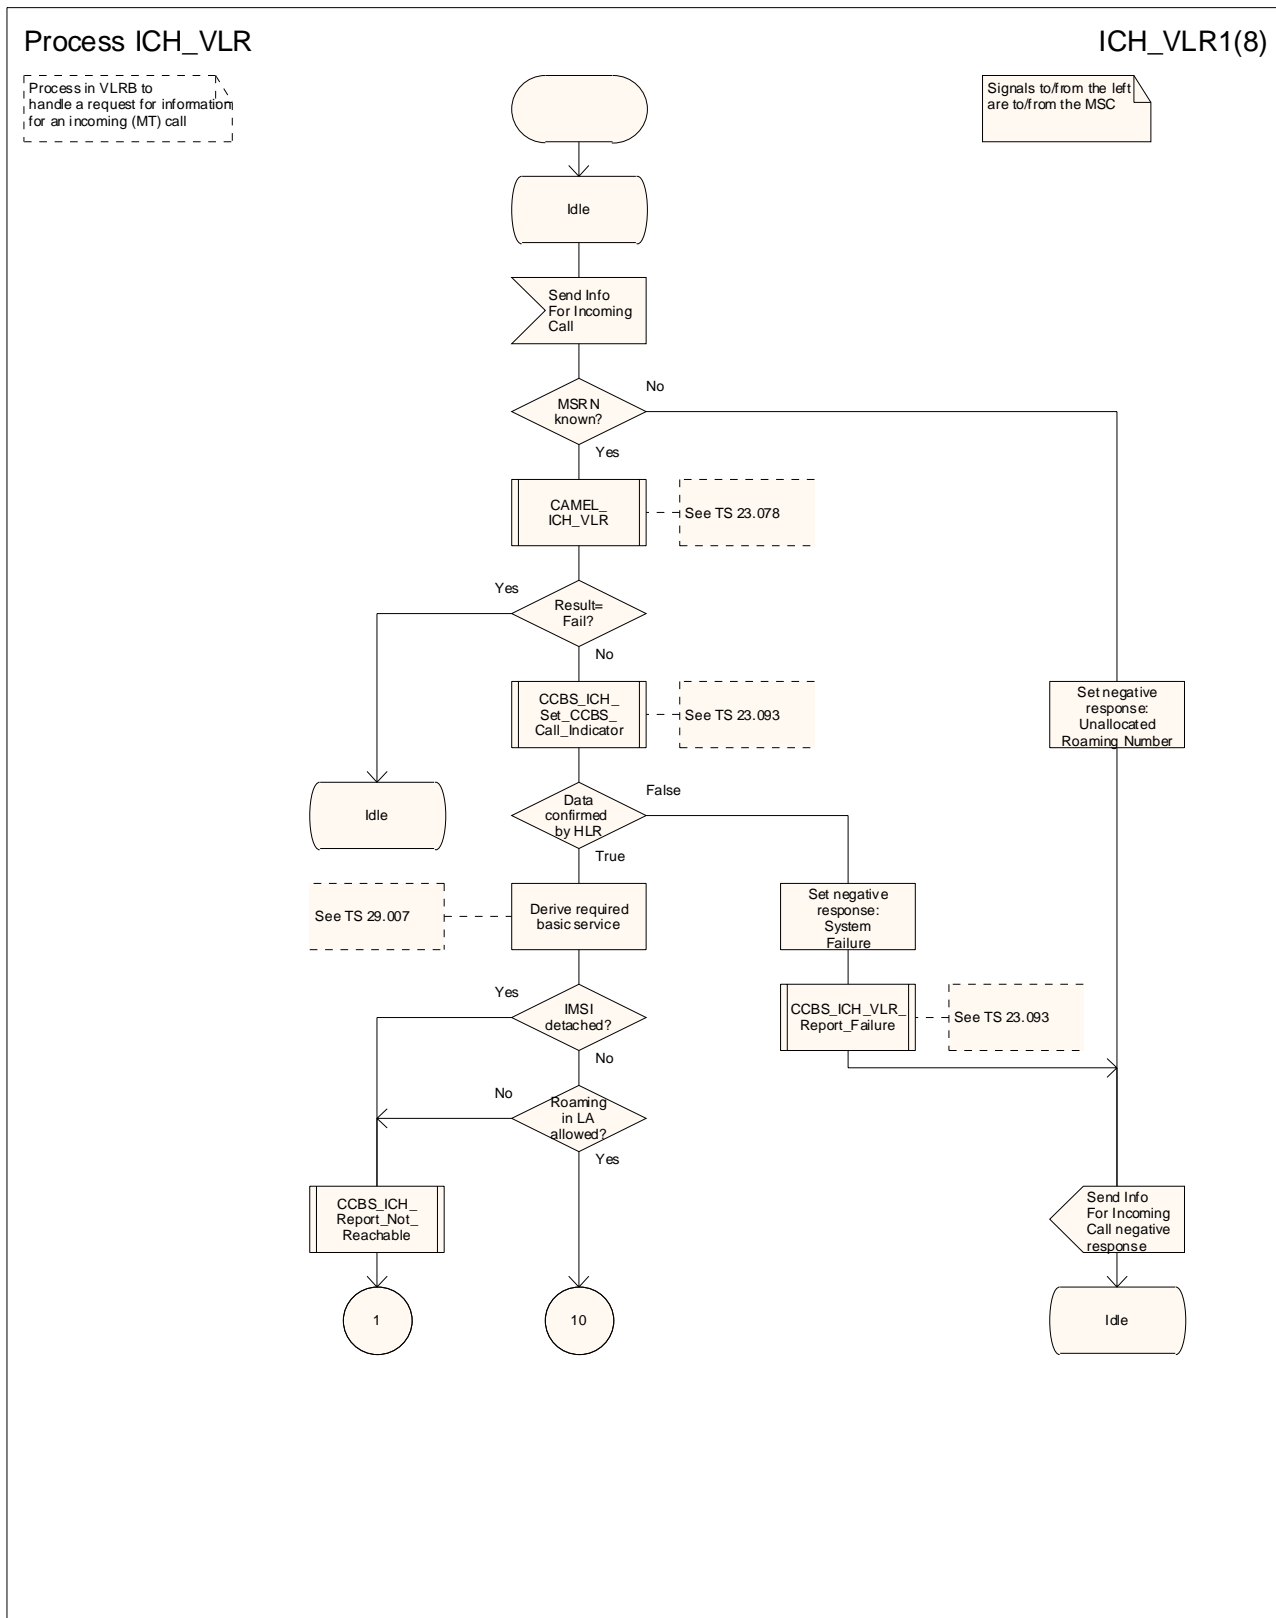 Process ICH_VLR
ICH_VLR1(8)
Process in VLRB to
handle a request for information
for an incoming (MT) call
Signals to/from the left
are to/from the MSC
Idle
Send Info
For Incoming
Call
MSRN
known?
No
Yes
CAMEL_
ICH_VLR
See TS 23.078
Yes
Result=
Fail?
No
CCBS_ICH_
Set_CCBS_
Call_Indicator
See TS 23.093
Set negative
response:
Unallocated
Roaming Number
Idle
Data
confirmed
by HLR
False
True
See TS 29.007
Derive required
basic service
Set negative
response:
System
Failure
Yes
IMSI
detached?
No
CCBS_ICH_VLR_
Report_Failure
See TS 23.093
No
Roaming
in LA
allowed?
Yes
CCBS_ICH_
Report_Not_
Reachable
Send Info
For Incoming
Call negative
response
1
10
Idle